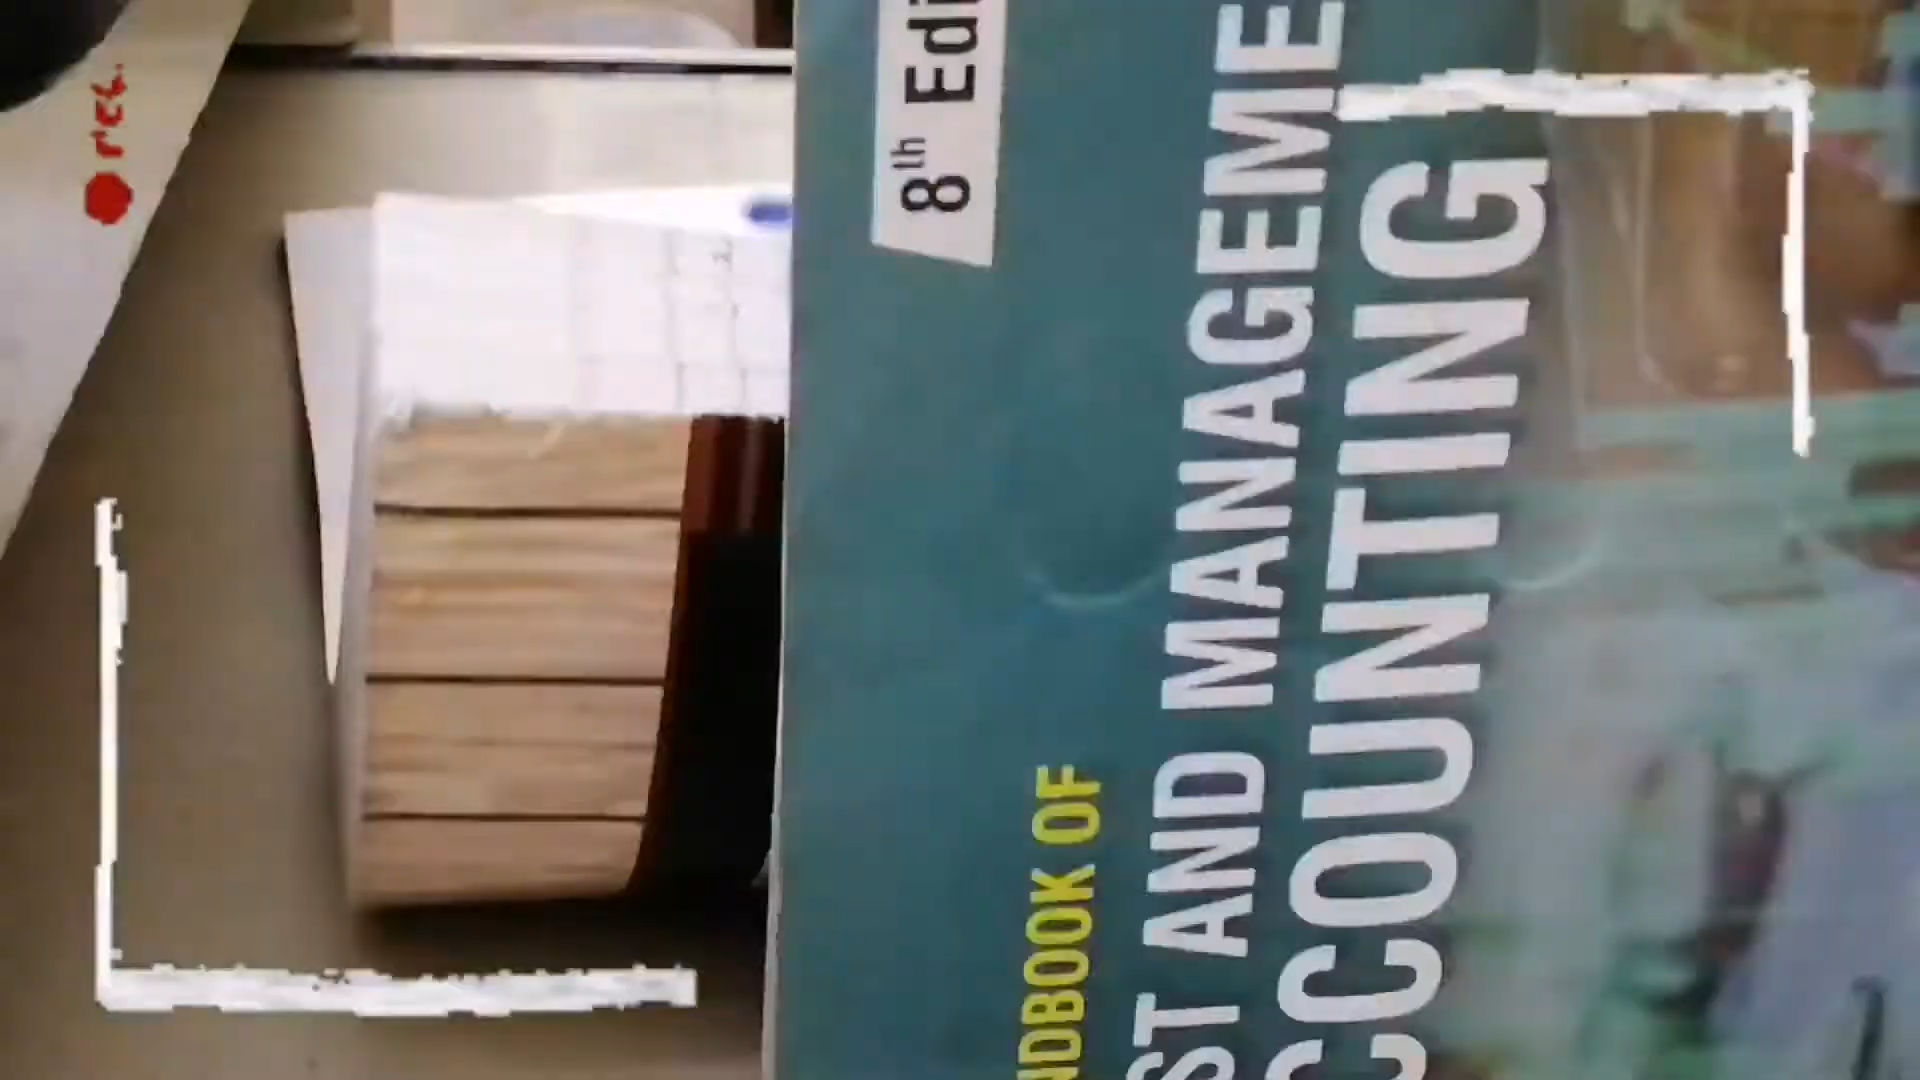 rec.
8th Edi
NDBOOK OF
ST AND MANAGEME
CCOUNTING